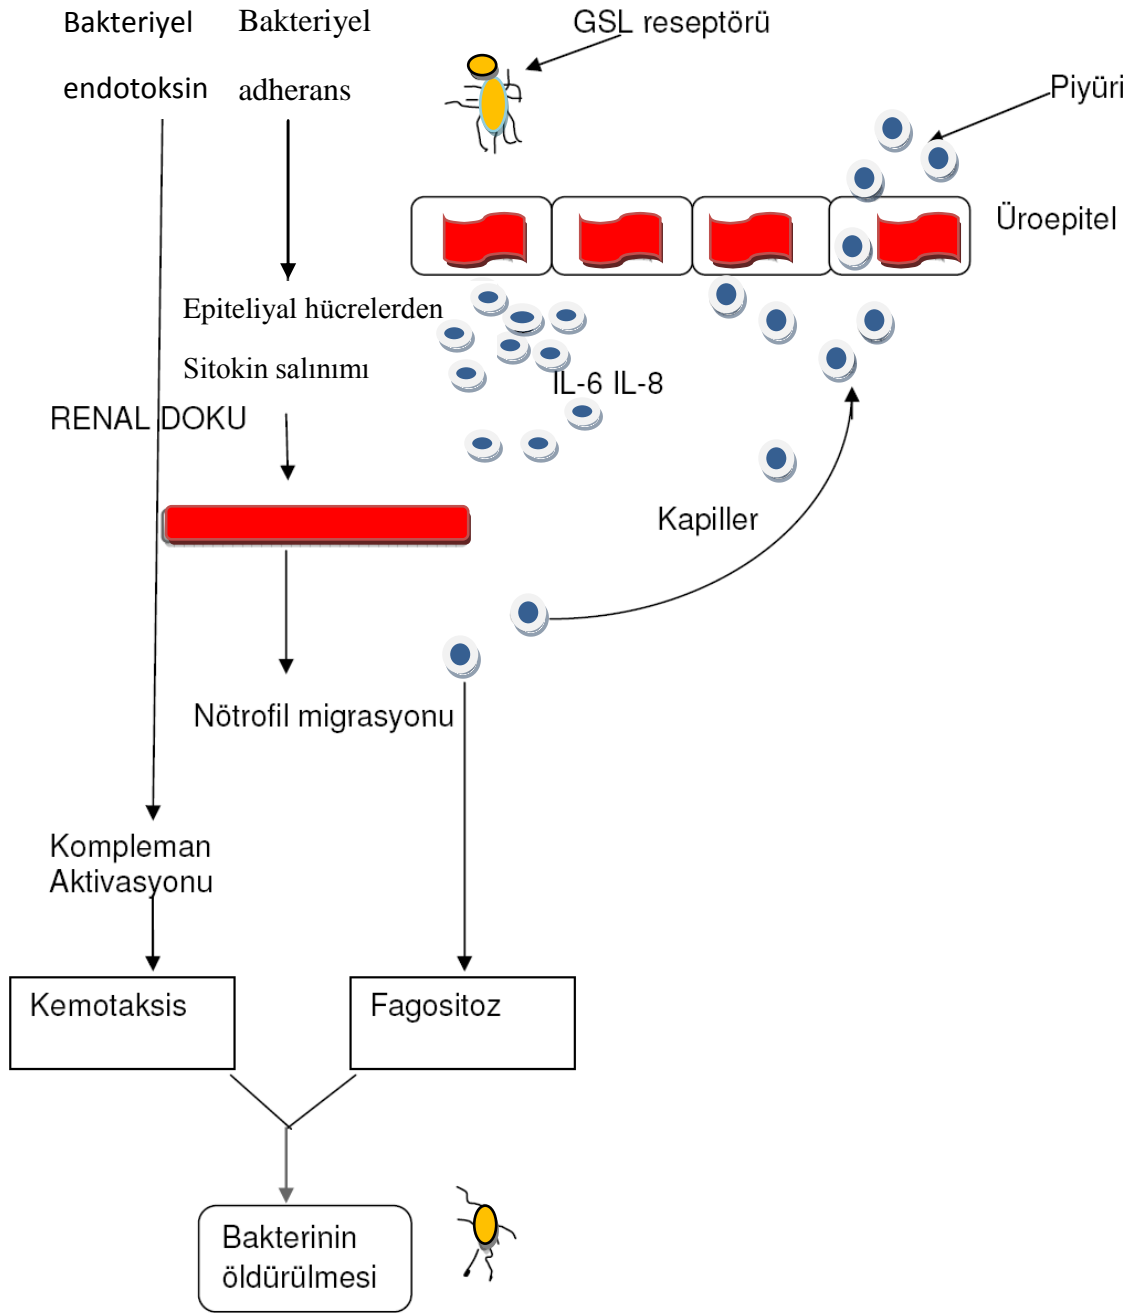 Bakteriyel
endotoksin
Bakteriyel
adherans
GSL reseptörü
Piyüri
Üroepitel
Epiteliyal hücrelerden
Sitokin salınımı
IL-6 IL-8
RENAL DOKU
Kapiller
Nötrofil migrasyonu
Kompleman
Aktivasyonu
Kemotaksis
Fagositoz
Bakterinin
öldürülmesi